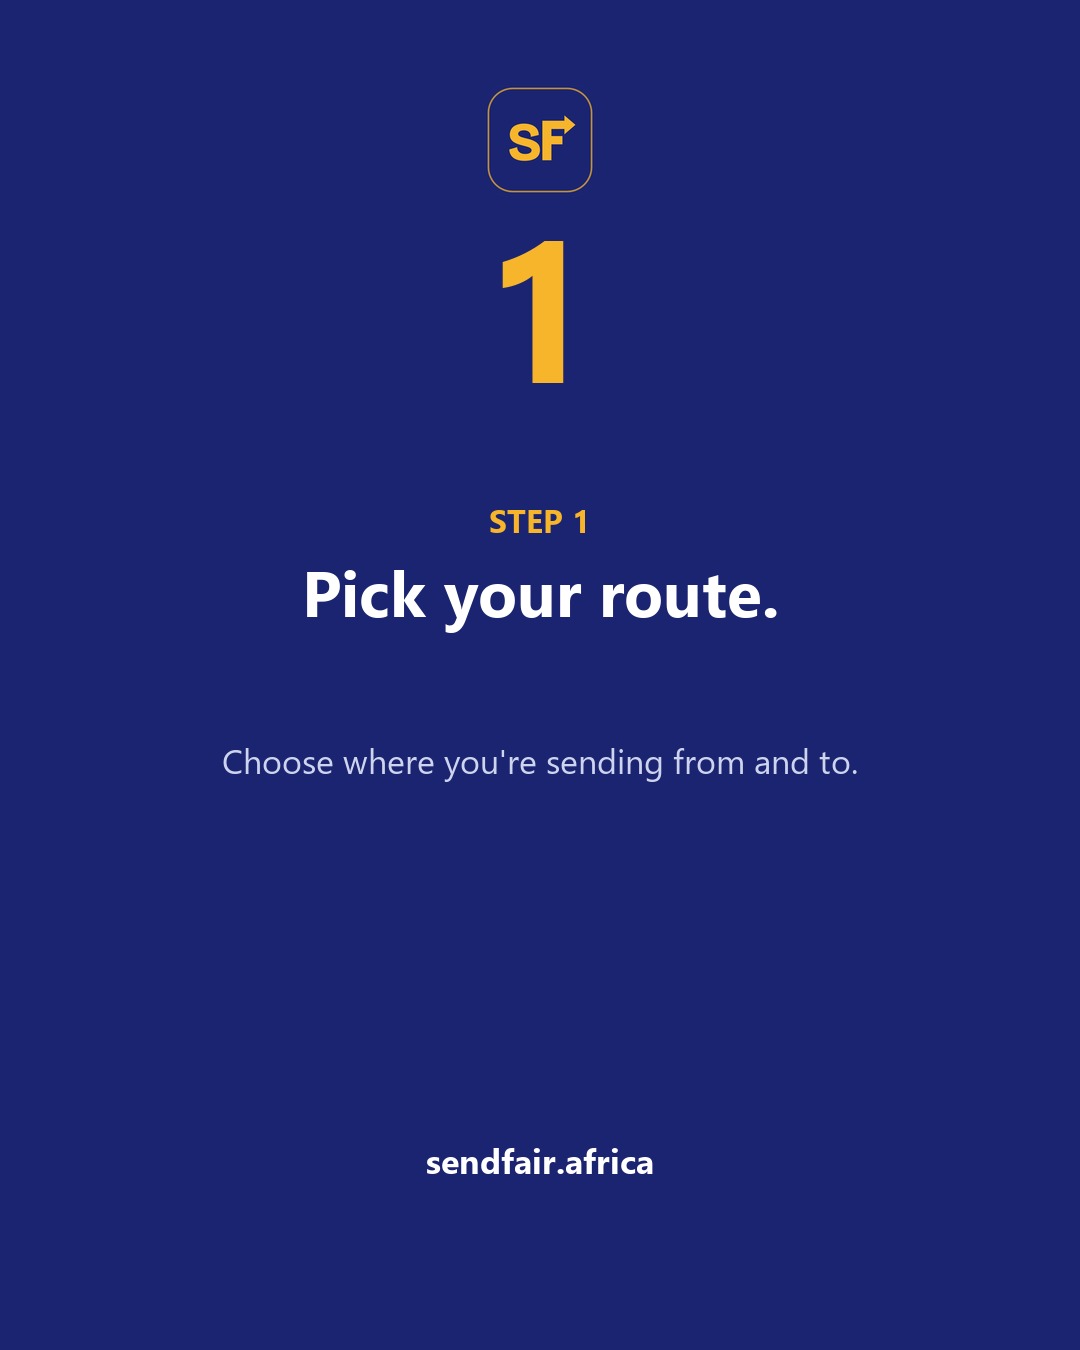 SF
1
STEP 1
Pick your route.
Choose where you're sending from and to.
sendfair.africa